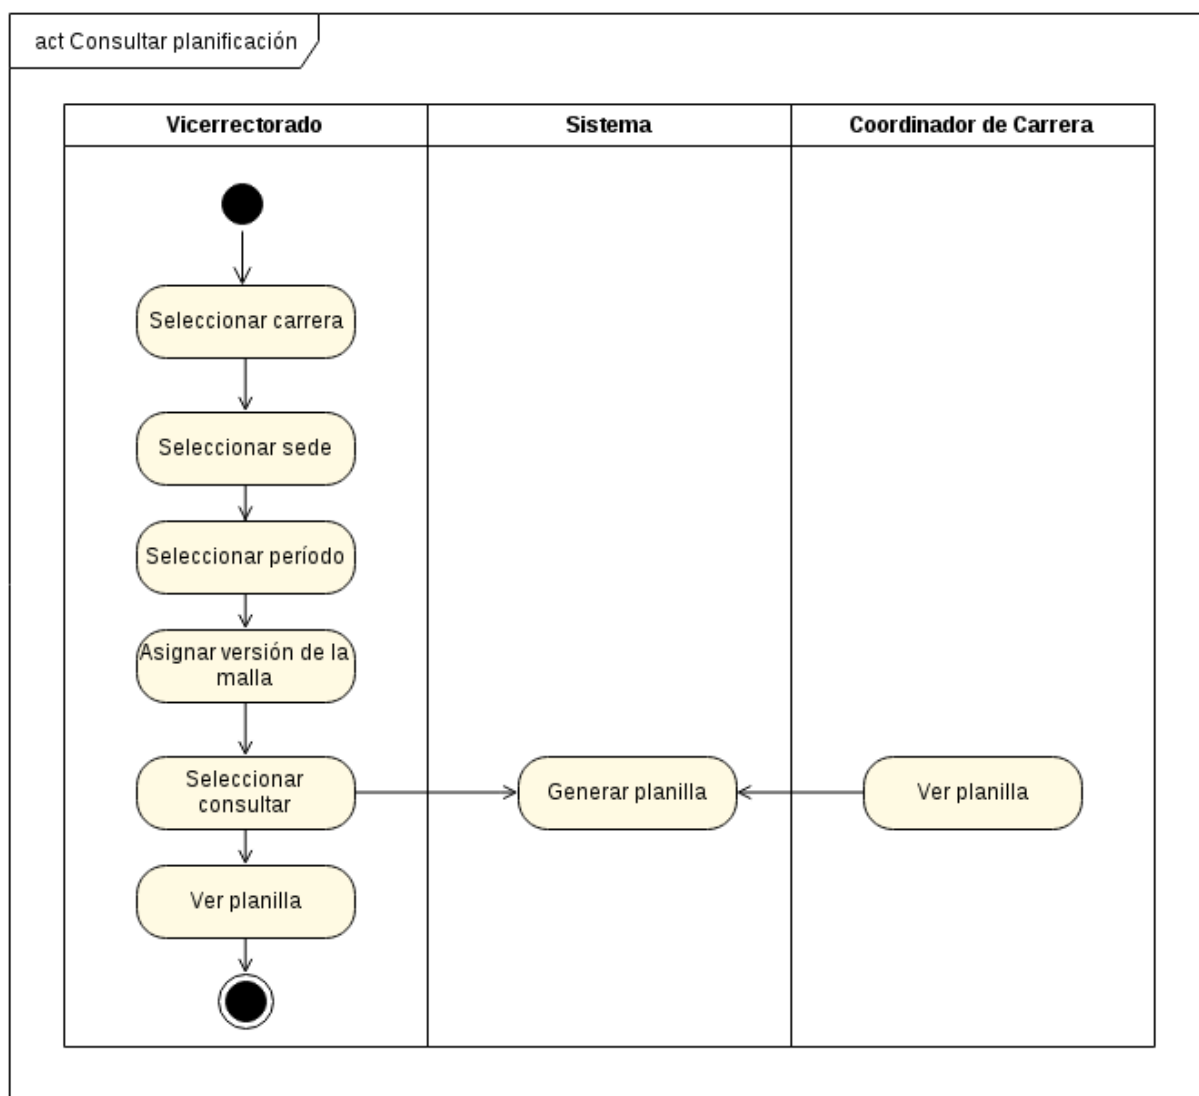 act Consultar planificación
Vicerrectorado
Sistema
Coordinador de Carrera
Seleccionar carrera
Seleccionar sede
Seleccionar período
Asignar versión de la
malla
Seleccionar
consultar
Generar planilla
Ver planilla
Ver planilla